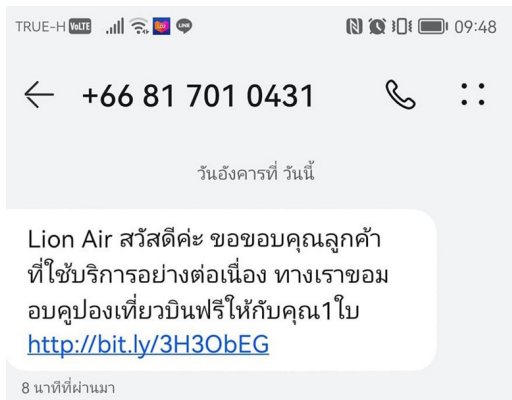 TRUE-H VoLTE LINE 09:48
+66 81 701 0431
วันอังคารที่ วันนี้
Lion Air สวัสดีค่ะ ขอขอบคุณลูกค้า
ที่ใช้บริการอย่างต่อเนื่อง ทางเราขอม
อบคูปองเที่ยวบินฟรีให้กับคุณ1ใบ
http://bit.ly/3H3ObEG
8 นาทีที่ผ่านมา